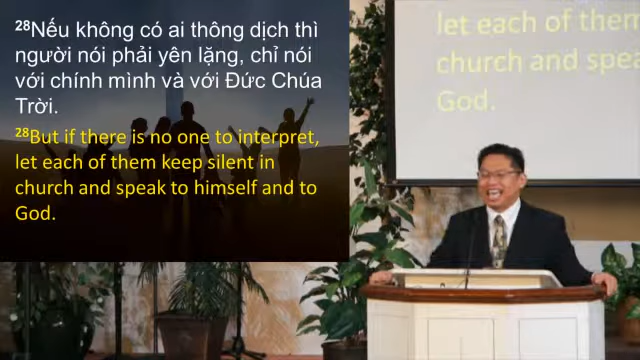 28Nếu không có ai thông dịch thì
người nói phải yên lặng, chỉ nói
với chính mình và với Đức Chúa
Trời.
28But if there is no one to interpret,
let each of them keep silent in
church and speak to himself and to
God.
let each of them
church and spea
God.